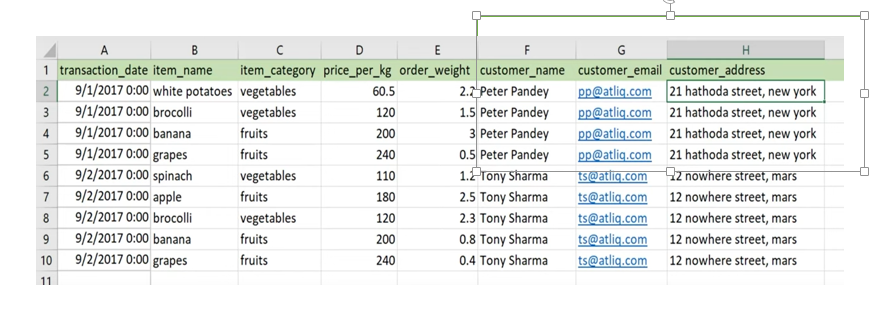 A B C D E F G H
1 transaction_date item_name item_category price_per_kg order_weight customer_name customer_email customer_address
2 9/1/2017 0:00 white potatoes vegetables 60.5 2.2 Peter Pandey pp@atliq.com 21 hathoda street, new york
3 9/1/2017 0:00 brocolli vegetables 120 1.5 Peter Pandey pp@atliq.com 21 hathoda street, new york
4 9/1/2017 0:00 banana fruits 200 3 Peter Pandey pp@atliq.com 21 hathoda street, new york
5 9/1/2017 0:00 grapes fruits 240 0.5 Peter Pandey pp@atliq.com 21 hathoda street, new york
6 9/2/2017 0:00 spinach vegetables 110 1.2 Tony Sharma ts@atliq.com 12 nowhere street, mars
7 9/2/2017 0:00 apple fruits 180 2.5 Tony Sharma ts@atliq.com 12 nowhere street, mars
8 9/2/2017 0:00 brocolli vegetables 120 2.3 Tony Sharma ts@atliq.com 12 nowhere street, mars
9 9/2/2017 0:00 banana fruits 200 0.8 Tony Sharma ts@atliq.com 12 nowhere street, mars
10 9/2/2017 0:00 grapes fruits 240 0.4 Tony Sharma ts@atliq.com 12 nowhere street, mars
11